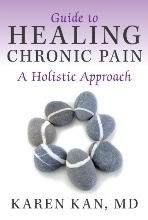 Guide to
HEALING
CHRONIC PAIN
A Holistic Approach
KAREN KAN, MD